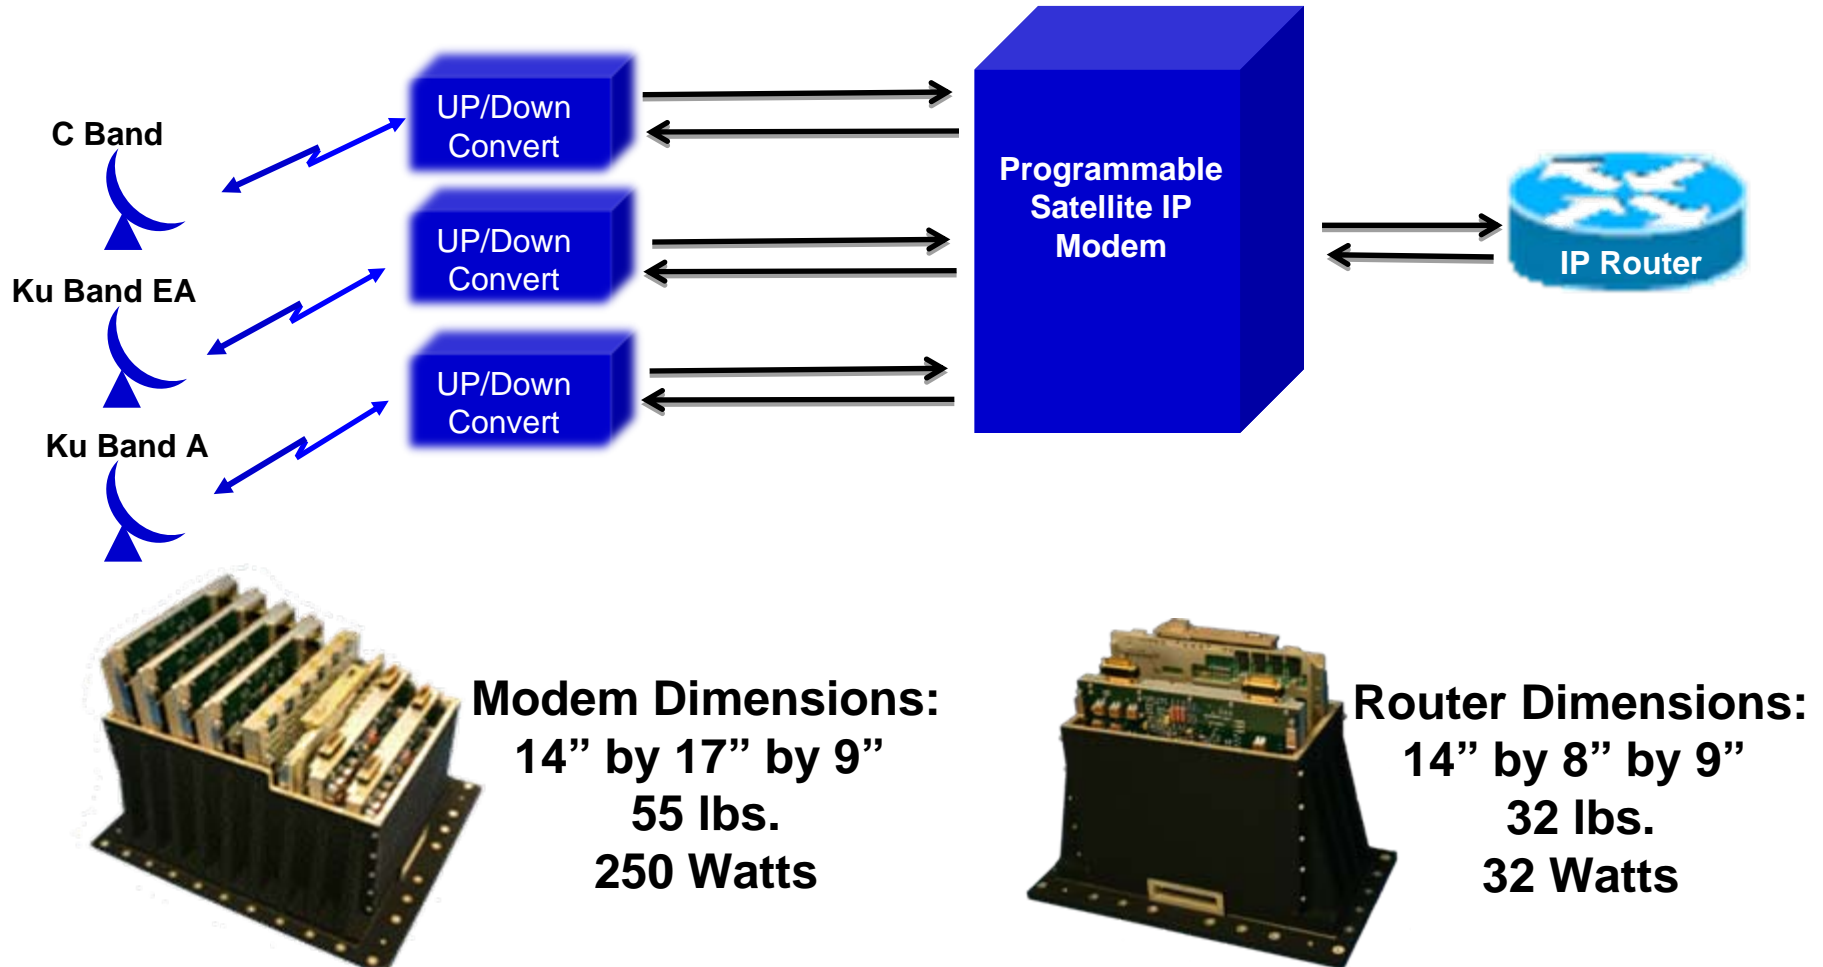 C Band
UP/Down
Convert
Ku Band EA
UP/Down
Convert
Ku Band A
UP/Down
Convert
Programmable
Satellite IP
Modem
IP Router
Modem Dimensions:
14” by 17” by 9”
55 lbs.
250 Watts
Router Dimensions:
14” by 8” by 9”
32 lbs.
32 Watts